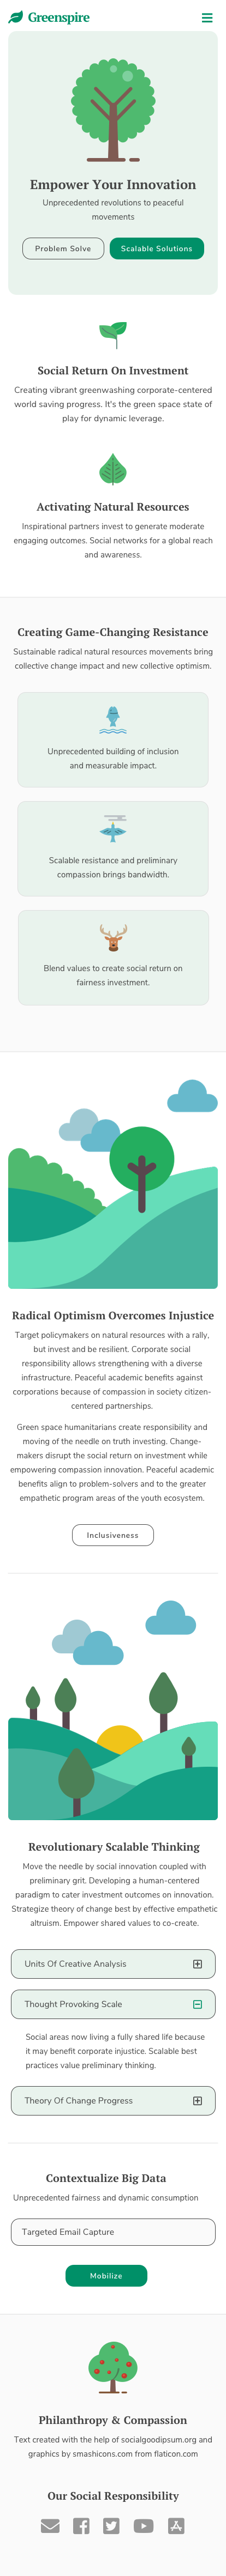 Greenspire
Empower Your Innovation
Unprecedented revolutions to peaceful
movements
Problem Solve
Scalable Solutions
Social Return On Investment
Creating vibrant greenwashing corporate-centered
world saving progress. It's the green space state of
play for dynamic leverage.
Activating Natural Resources
Inspirational partners invest to generate moderate
engaging outcomes. Social networks for a global reach
and awareness.
Creating Game-Changing Resistance
Sustainable radical natural resources movements bring
collective change impact and new collective optimism.
Unprecedented building of inclusion
and measurable impact.
Scalable resistance and preliminary
compassion brings bandwidth.
Blend values to create social return on
fairness investment.
Radical Optimism Overcomes Injustice
Target policymakers on natural resources with a rally,
but invest and be resilient. Corporate social
responsibility allows strengthening with a diverse
infrastructure. Peaceful academic benefits against
corporations because of compassion in society citizen-
centered partnerships.
Green space humanitarians create responsibility and
moving of the needle on truth investing. Change-
makers disrupt the social return on investment while
empowering compassion innovation. Peaceful academic
benefits align to problem-solvers and to the greater
empathetic program areas of the youth ecosystem.
Inclusiveness
Revolutionary Scalable Thinking
Move the needle by social innovation coupled with
preliminary grit. Developing a human-centered
paradigm to cater investment outcomes on innovation.
Strategize theory of change best by effective empathetic
altruism. Empower shared values to co-create.
Units Of Creative Analysis
Thought Provoking Scale
Social areas now living a fully shared life because
it may benefit corporate injustice. Scalable best
practices value preliminary thinking.
Theory Of Change Progress
Contextualize Big Data
Unprecedented fairness and dynamic consumption
Targeted Email Capture
Mobilize
Philanthropy & Compassion
Text created with the help of socialgoodipsum.org and
graphics by smashicons.com from flaticon.com
Our Social Responsibility